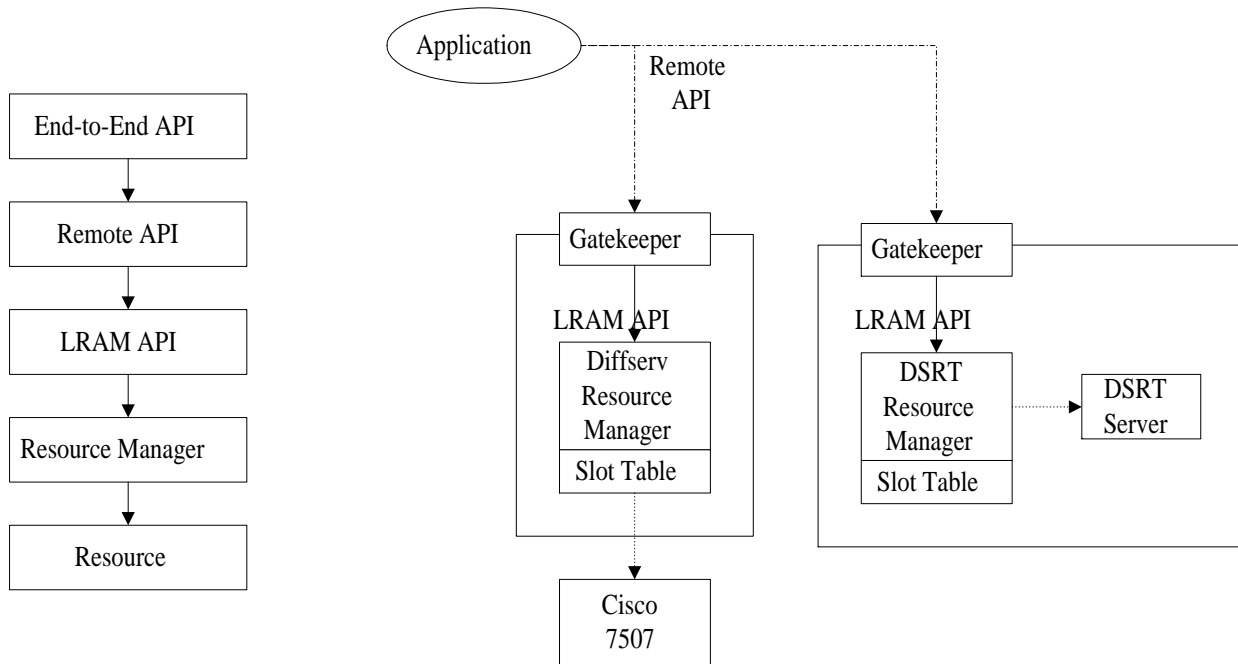 End-to-End API
Remote API
LRAM API
Resource Manager
Resource
Application
Remote
API
Gatekeeper
LRAM API
Diffserv
Resource
Manager
Slot Table
Cisco
7507
Gatekeeper
LRAM API
DSRT
Resource
Manager
Slot Table
DSRT
Server